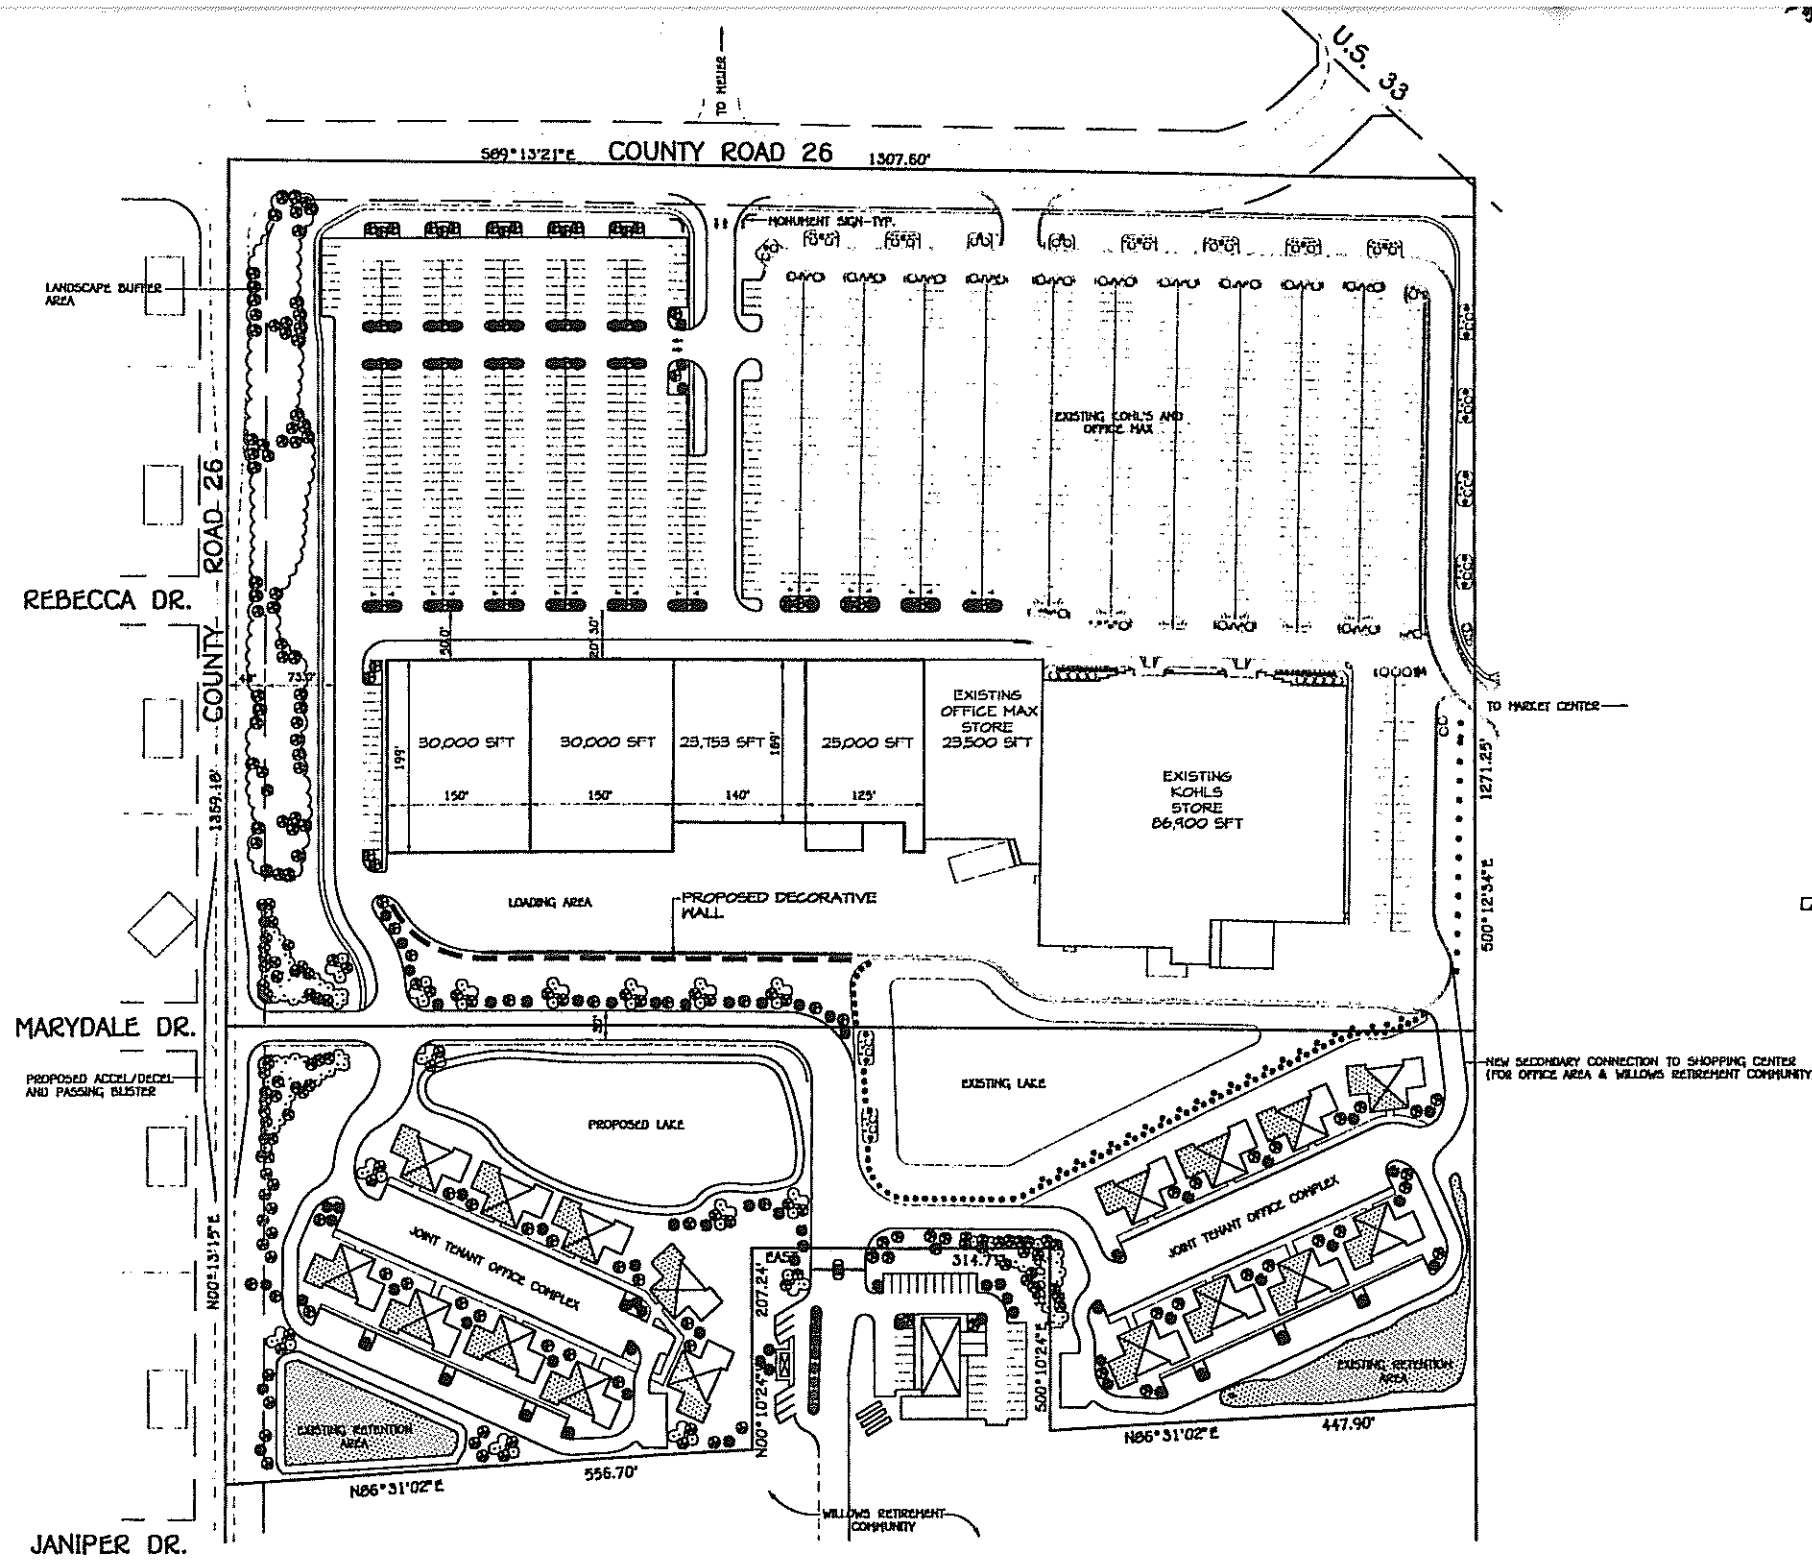 U.S. 33
TO MEIJER
S89°13'21"E COUNTY ROAD 26 1307.60'
MONUMENT SIGN-TYP.
LANDSCAPE BUFFER
AREA
EXISTING KOHL'S AND
OFFICE MAX
COUNTY ROAD 26
REBECCA DR.
50.0'
73.0'
TO MARKET CENTER
EXISTING
OFFICE MAX
STORE
23,500 SFT
30,000 SFT
30,000 SFT
23,753 SFT
25,000 SFT
199'
189'
150'
150'
140'
125'
EXISTING
KOHLS
STORE
86,900 SFT
1271.25'
S00°12'34"E
1359.18'
N00°13'15"E
LOADING AREA
PROPOSED DECORATIVE
WALL
MARYDALE DR.
30'
PROPOSED ACCEL/DECEL
AND PASSING BLISTER
PROPOSED LAKE
EXISTING LAKE
NEW SECONDARY CONNECTION TO SHOPPING CENTER
(FOR OFFICE AREA & WILLOWS RETIREMENT COMMUNITY
JOINT TENANT OFFICE COMPLEX
JOINT TENANT OFFICE COMPLEX
EAST
314.71'
207.24'
N00°10'24"W
S00°10'24"E
EXISTING RETENTION
AREA
EXISTING RETENTION
AREA
N86°31'02"E
556.70'
N86°31'02"E
447.90'
WILLOWS RETIREMENT
COMMUNITY
JANIPER DR.